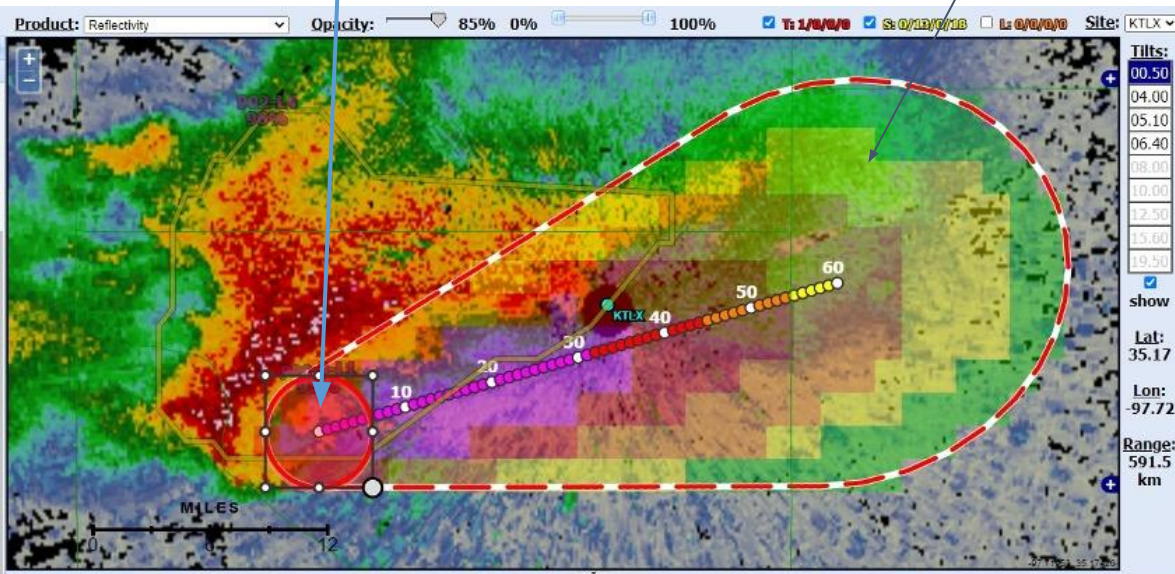 Product: Reflectivity Opacity: 85% 0% 100% T: 1/0/0/0 S: 0/13/0/18 L: 0/0/0/0 Site: KTLX
Tilts:
00.50
04.00
05.10
06.40
08.00
10.00
12.50
15.60
19.50
show
Lat:
35.17
Lon:
-97.72
Range:
591.5
km
60
50
KTLX
40
30
20
10
MILES
0 6 12